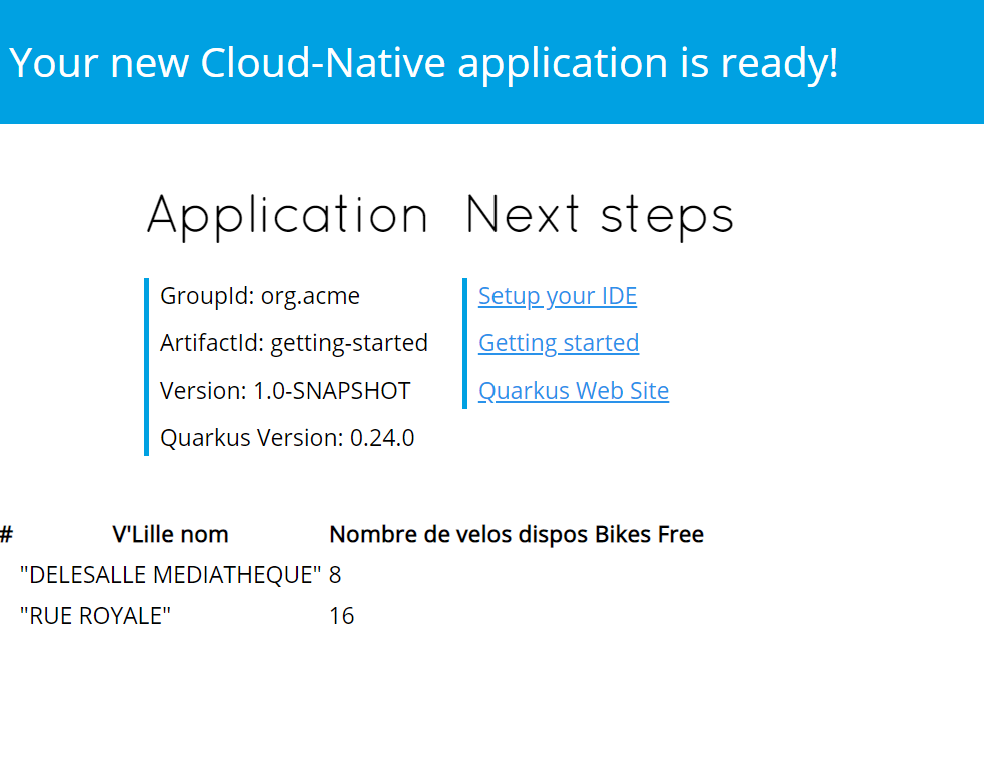 Your new Cloud-Native application is ready!
Application
GroupId: org.acme
ArtifactId: getting-started
Version: 1.0-SNAPSHOT
Quarkus Version: 0.24.0
Next steps
Setup your IDE
Getting started
Quarkus Web Site
# V'Lille nom Nombre de velos dispos Bikes Free
"DELESALLE MEDIATHEQUE" 8
"RUE ROYALE" 16